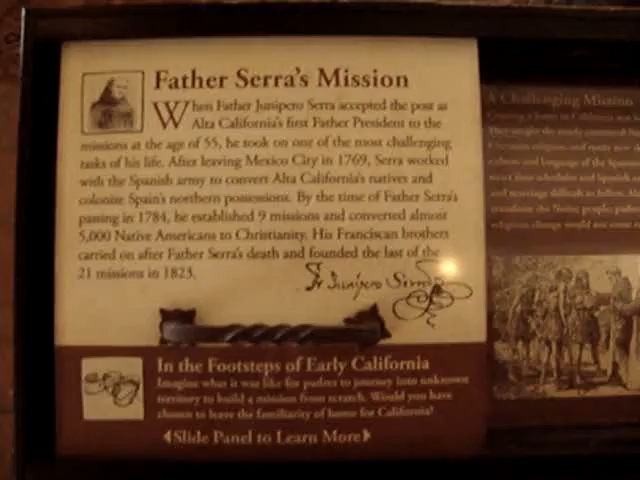 Father Serra's Mission
When Father Junipero Serra accepted the post as
Alta California's first Father President to the
missions at the age of 55, he took on one of the most challenging
tasks of his life. After leaving Mexico City in 1769, Serra worked
with the Spanish army to convert Alta California's natives and
colonize Spain's northern possessions. By the time of Father Serra's
passing in 1784, he established 9 missions and converted almost
5,000 Native Americans to Christianity. His Franciscan brothers
carried on after Father Serra's death and founded the last of the
21 missions in 1823.
Fr Junipero Serra
In the Footsteps of Early California
Imagine what it was like for padres to journey into unknown
territory to build a mission from scratch. Would you have
chosen to leave the familiarity of home for California?
Slide Panel to Learn More
A Challenging Mission